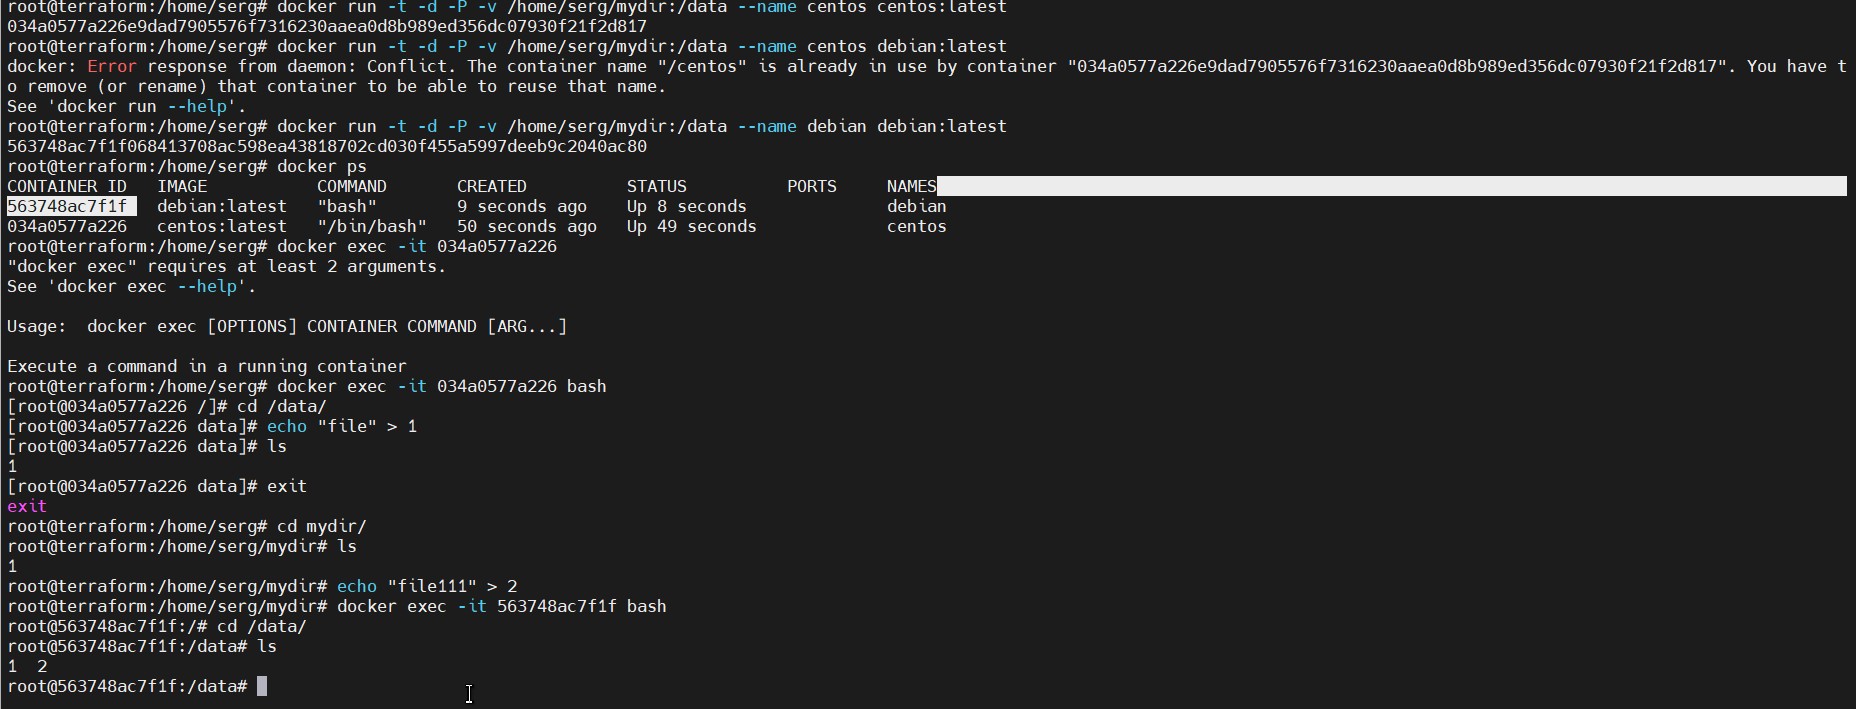 root@terraform:/home/serg# docker run -t -d -P -v /home/serg/mydir:/data --name centos centos:latest
034a0577a226e9dad7905576f7316230aaea0d8b989ed356dc07930f21f2d817
root@terraform:/home/serg# docker run -t -d -P -v /home/serg/mydir:/data --name centos debian:latest
docker: Error response from daemon: Conflict. The container name "/centos" is already in use by container "034a0577a226e9dad7905576f7316230aaea0d8b989ed356dc07930f21f2d817". You have t
o remove (or rename) that container to be able to reuse that name.
See 'docker run --help'.
root@terraform:/home/serg# docker run -t -d -P -v /home/serg/mydir:/data --name debian debian:latest
563748ac7f1f068413708ac598ea43818702cd030f455a5997deeb9c2040ac80
root@terraform:/home/serg# docker ps
CONTAINER ID   IMAGE           COMMAND       CREATED          STATUS          PORTS     NAMES
563748ac7f1f   debian:latest   "bash"        9 seconds ago    Up 8 seconds              debian
034a0577a226   centos:latest   "/bin/bash"   50 seconds ago   Up 49 seconds             centos
root@terraform:/home/serg# docker exec -it 034a0577a226
"docker exec" requires at least 2 arguments.
See 'docker exec --help'.

Usage:  docker exec [OPTIONS] CONTAINER COMMAND [ARG...]

Execute a command in a running container
root@terraform:/home/serg# docker exec -it 034a0577a226 bash
[root@034a0577a226 /]# cd /data/
[root@034a0577a226 data]# echo "file" > 1
[root@034a0577a226 data]# ls
1
[root@034a0577a226 data]# exit
exit
root@terraform:/home/serg# cd mydir/
root@terraform:/home/serg/mydir# ls
1
root@terraform:/home/serg/mydir# echo "file111" > 2
root@terraform:/home/serg/mydir# docker exec -it 563748ac7f1f bash
root@563748ac7f1f:/# cd /data/
root@563748ac7f1f:/data# ls
1  2
root@563748ac7f1f:/data#